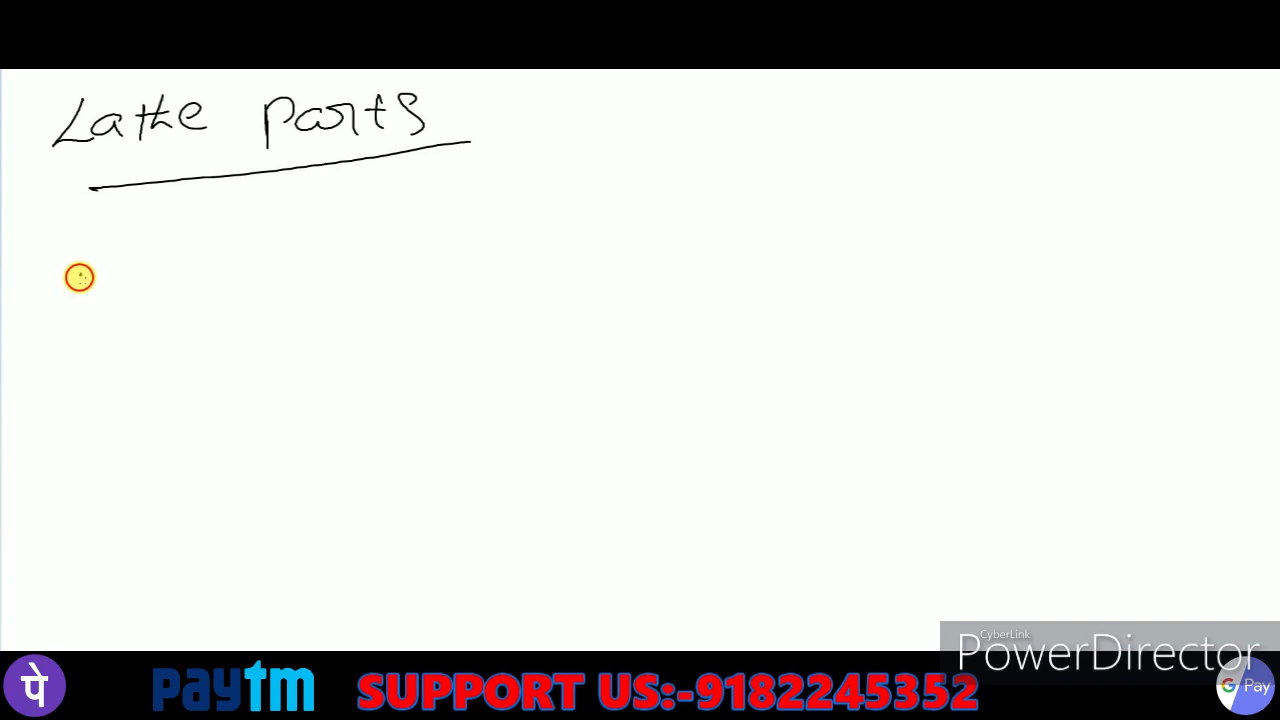 Lathe parts
CyberLink
PowerDirector
पे paytm SUPPORT US:-9182245352 G Pay